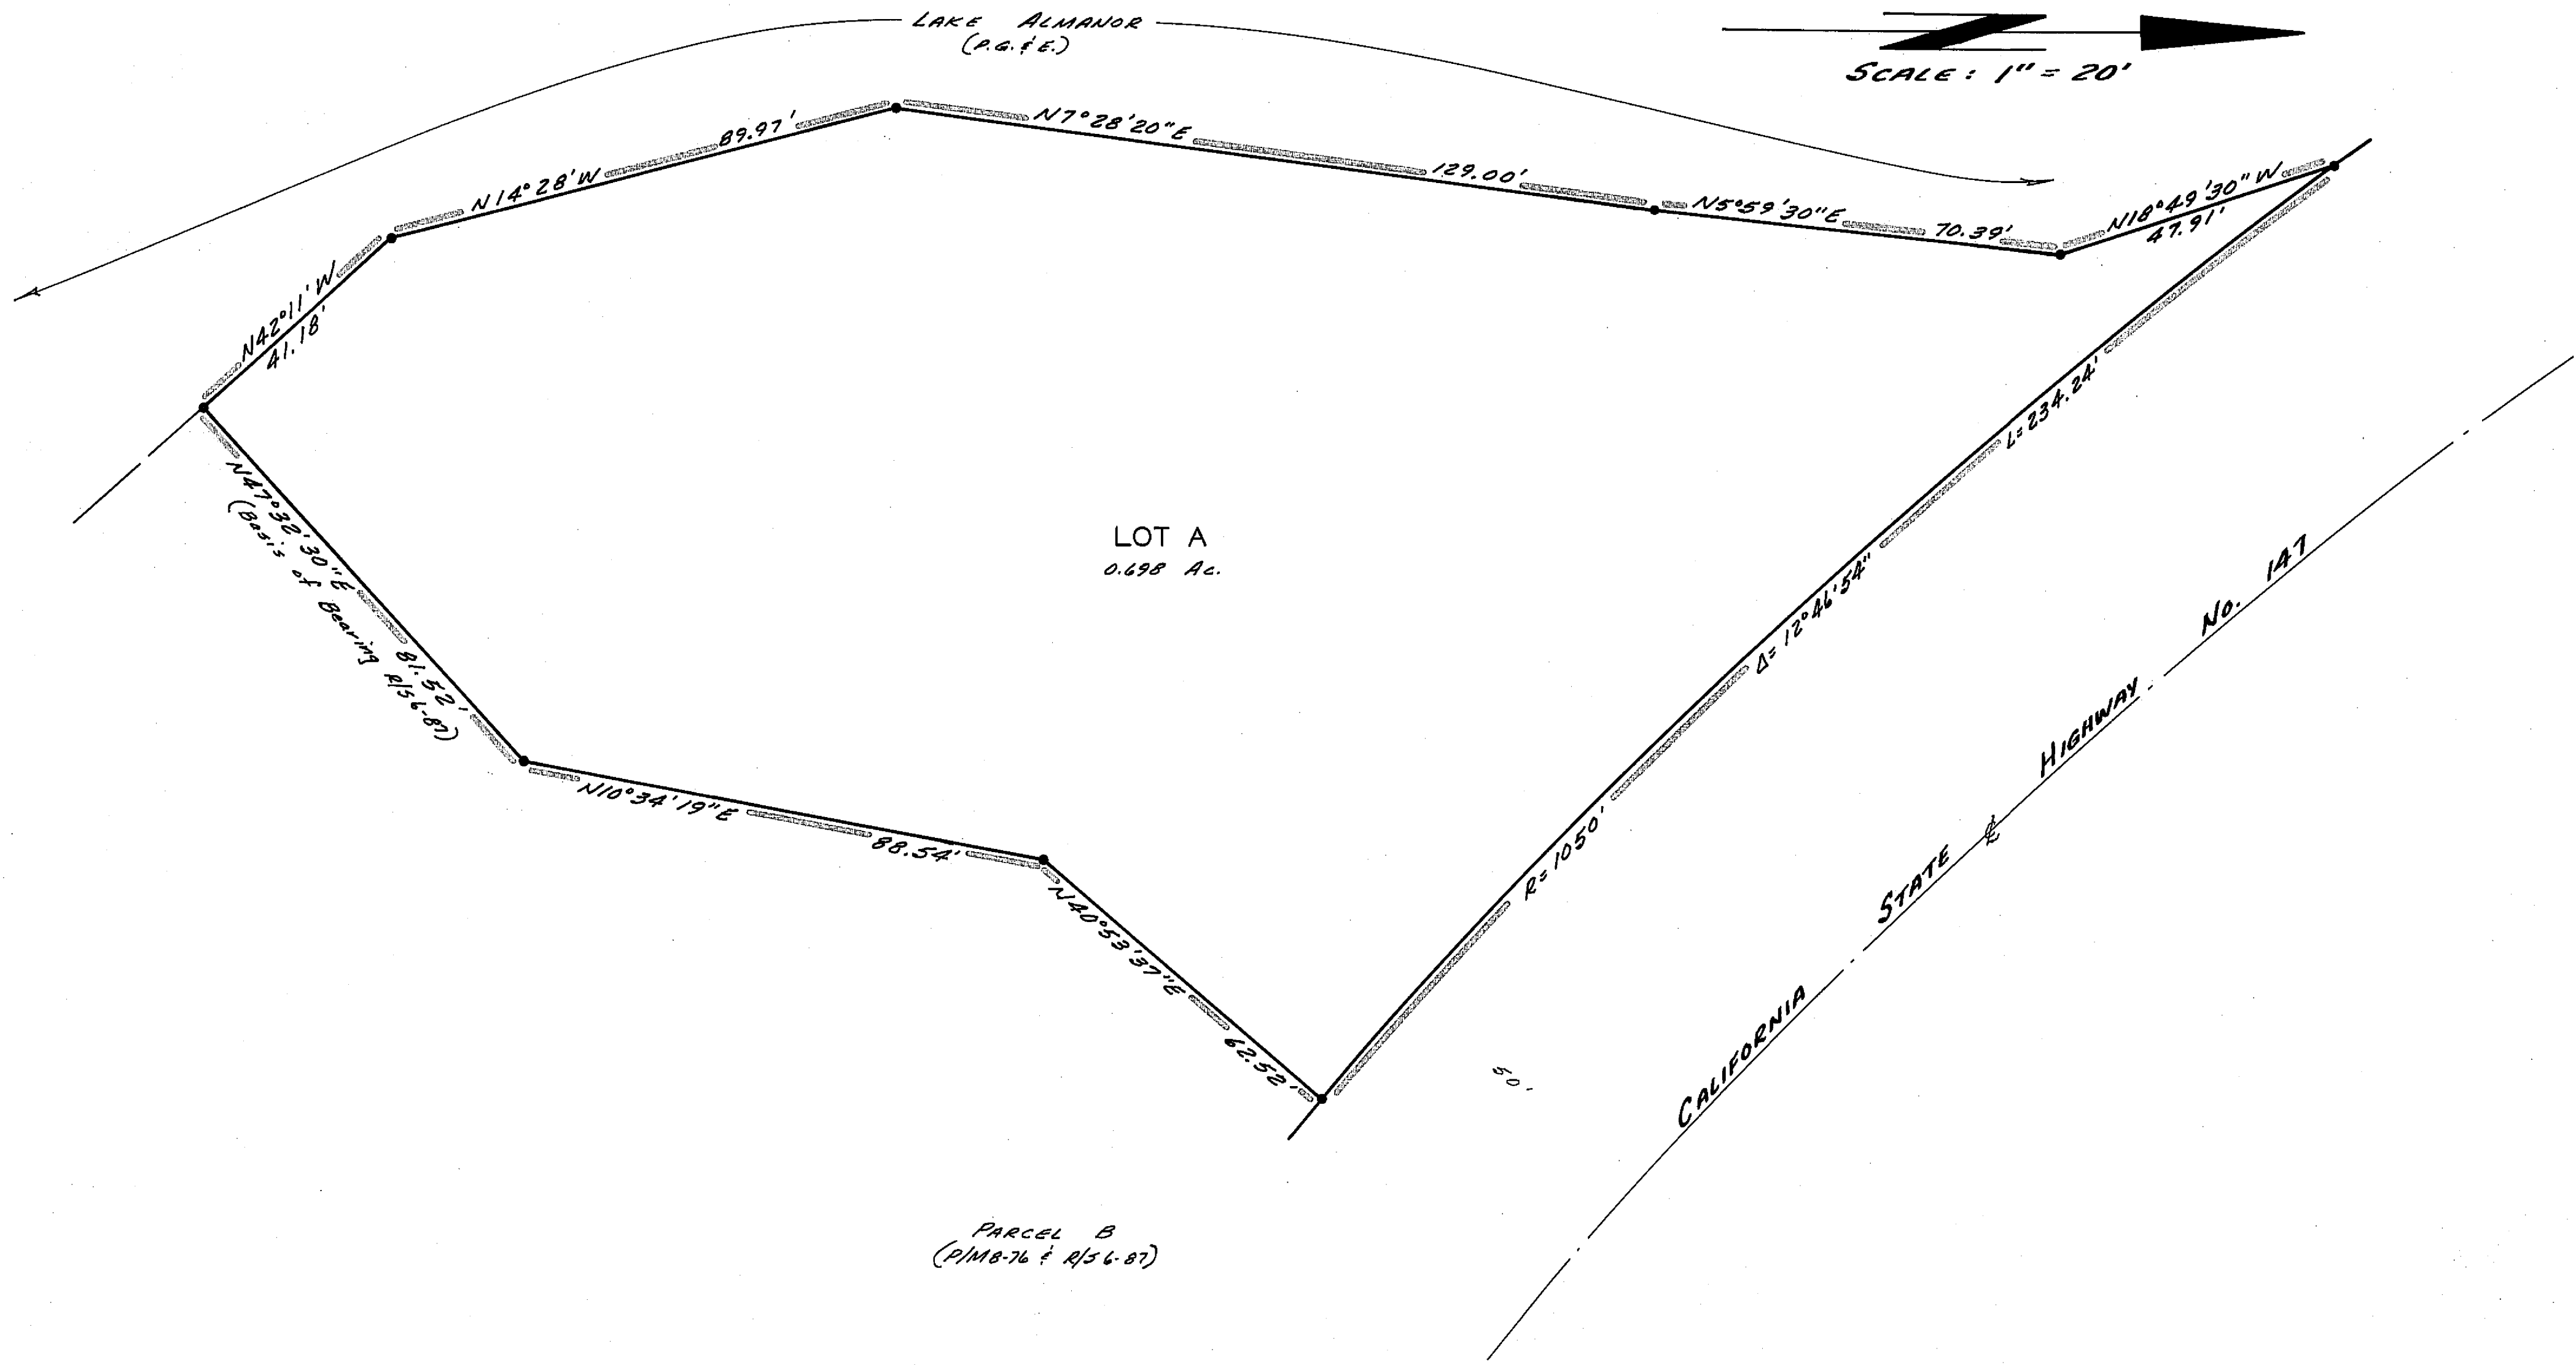 LAKE ALMANOR
(P.G. & E.)
SCALE: 1" = 20'
N42°11'W
41.18'
N14°28'W 89.97'
N7°28'20"E 129.00'
N5°59'30"E 70.39'
N18°49'30"W
47.91'
N47°32'30"E 81.52'
(Basis of Bearing R/S 6-87)
N10°34'19"E 88.54'
N40°53'37"E 62.52'
R=1050' Δ=12°46'54" L=234.24'
LOT A
0.698 Ac.
50'
CALIFORNIA STATE HIGHWAY No. 147
℄
PARCEL B
(P/M 8-76 & R/S 6-87)